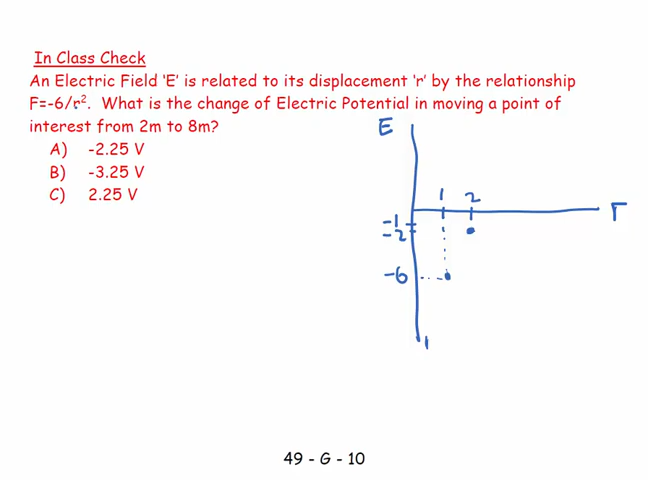 In Class Check
An Electric Field 'E' is related to its displacement 'r' by the relationship
F=-6/r². What is the change of Electric Potential in moving a point of
interest from 2m to 8m?
A) -2.25 V
B) -3.25 V
C) 2.25 V
E
1 2
r
-1
-2
-6
49 - G - 10